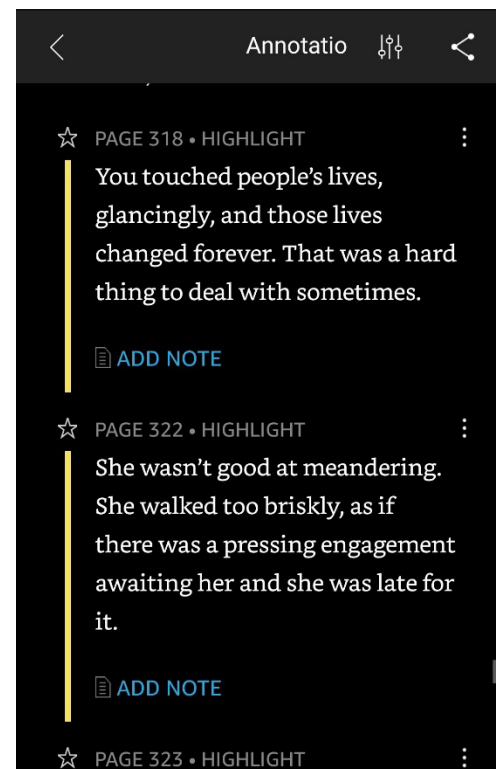 Annotatio
PAGE 318 • HIGHLIGHT
You touched people’s lives,
glancingly, and those lives
changed forever. That was a hard
thing to deal with sometimes.
ADD NOTE
PAGE 322 • HIGHLIGHT
She wasn’t good at meandering.
She walked too briskly, as if
there was a pressing engagement
awaiting her and she was late for
it.
ADD NOTE
PAGE 323 • HIGHLIGHT